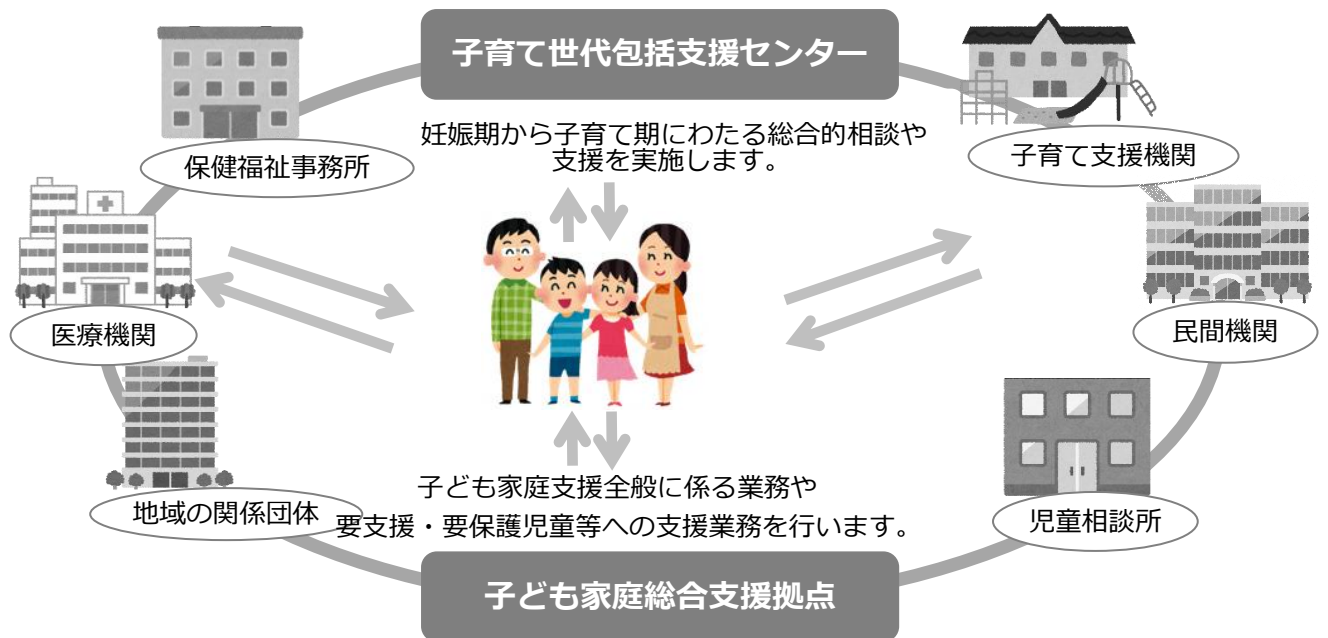 子育て世代包括支援センター
妊娠期から子育て期にわたる総合的相談や
支援を実施します。
保健福祉事務所
子育て支援機関
医療機関
民間機関
地域の関係団体
児童相談所
子ども家庭支援全般に係る業務や
要支援・要保護児童等への支援業務を行います。
子ども家庭総合支援拠点